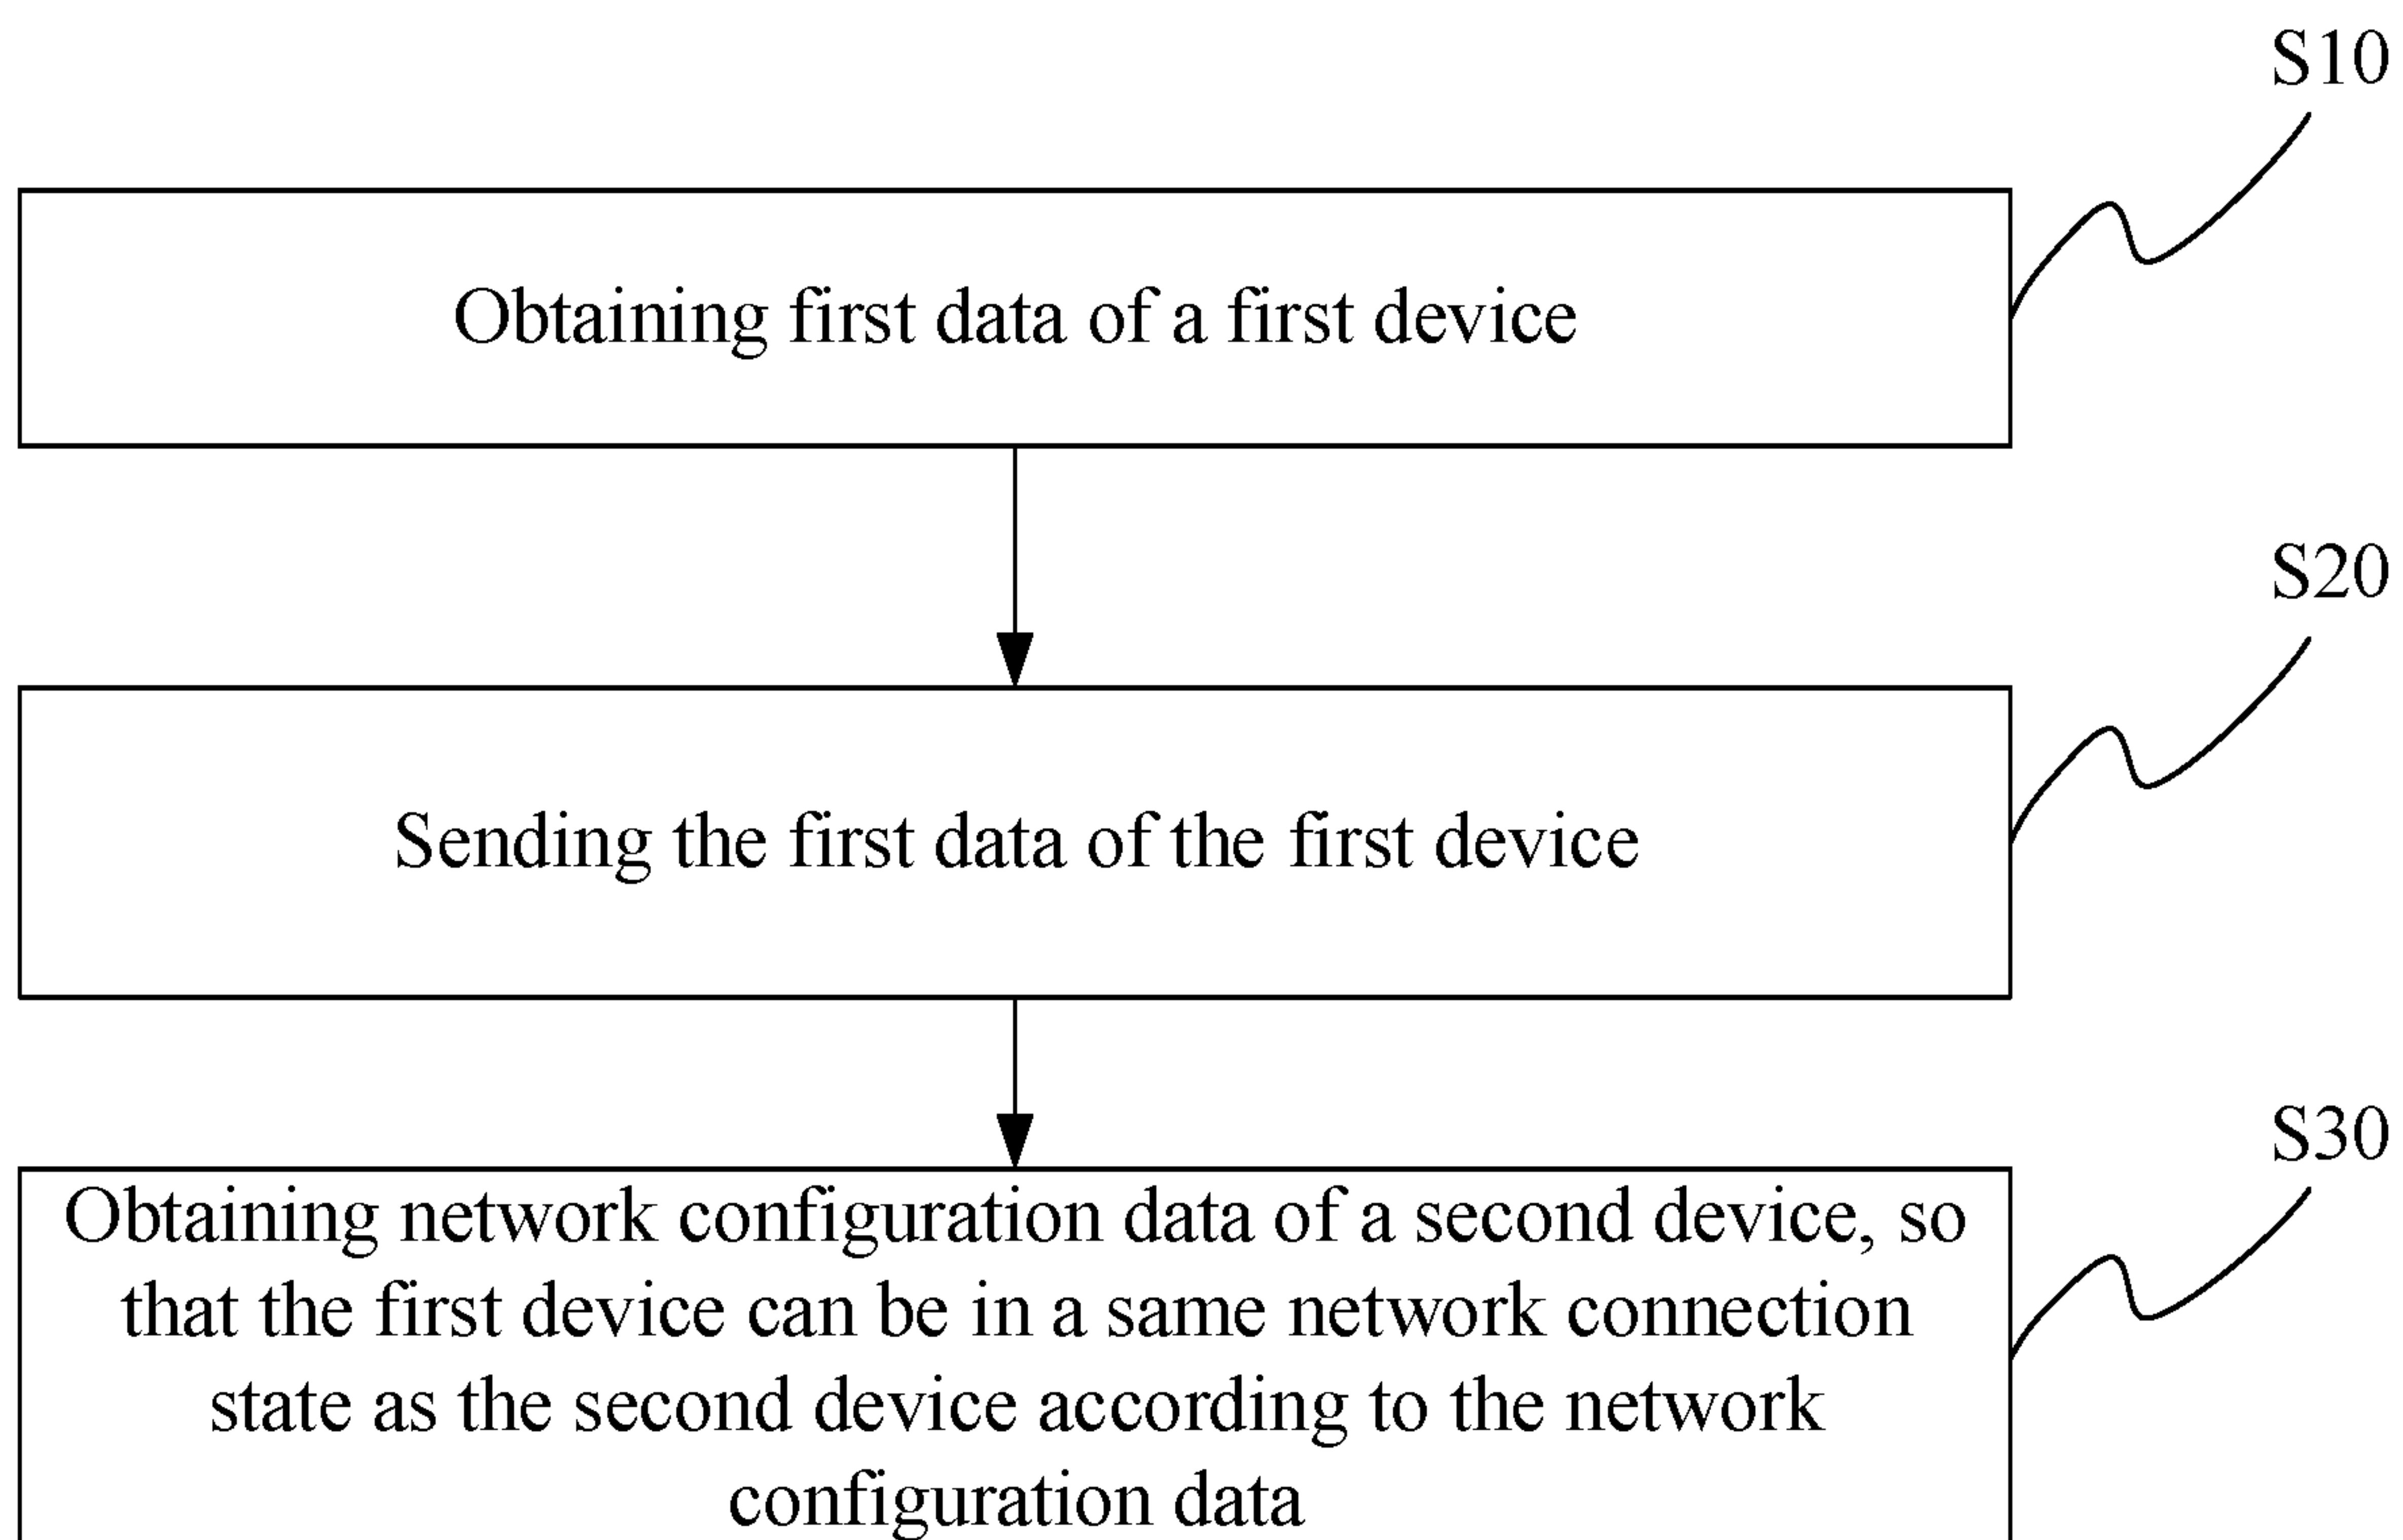 S10
Obtaining first data of a first device
S20
Sending the first data of the first device
S30
Obtaining network configuration data of a second device, so
that the first device can be in a same network connection
state as the second device according to the network
configuration data